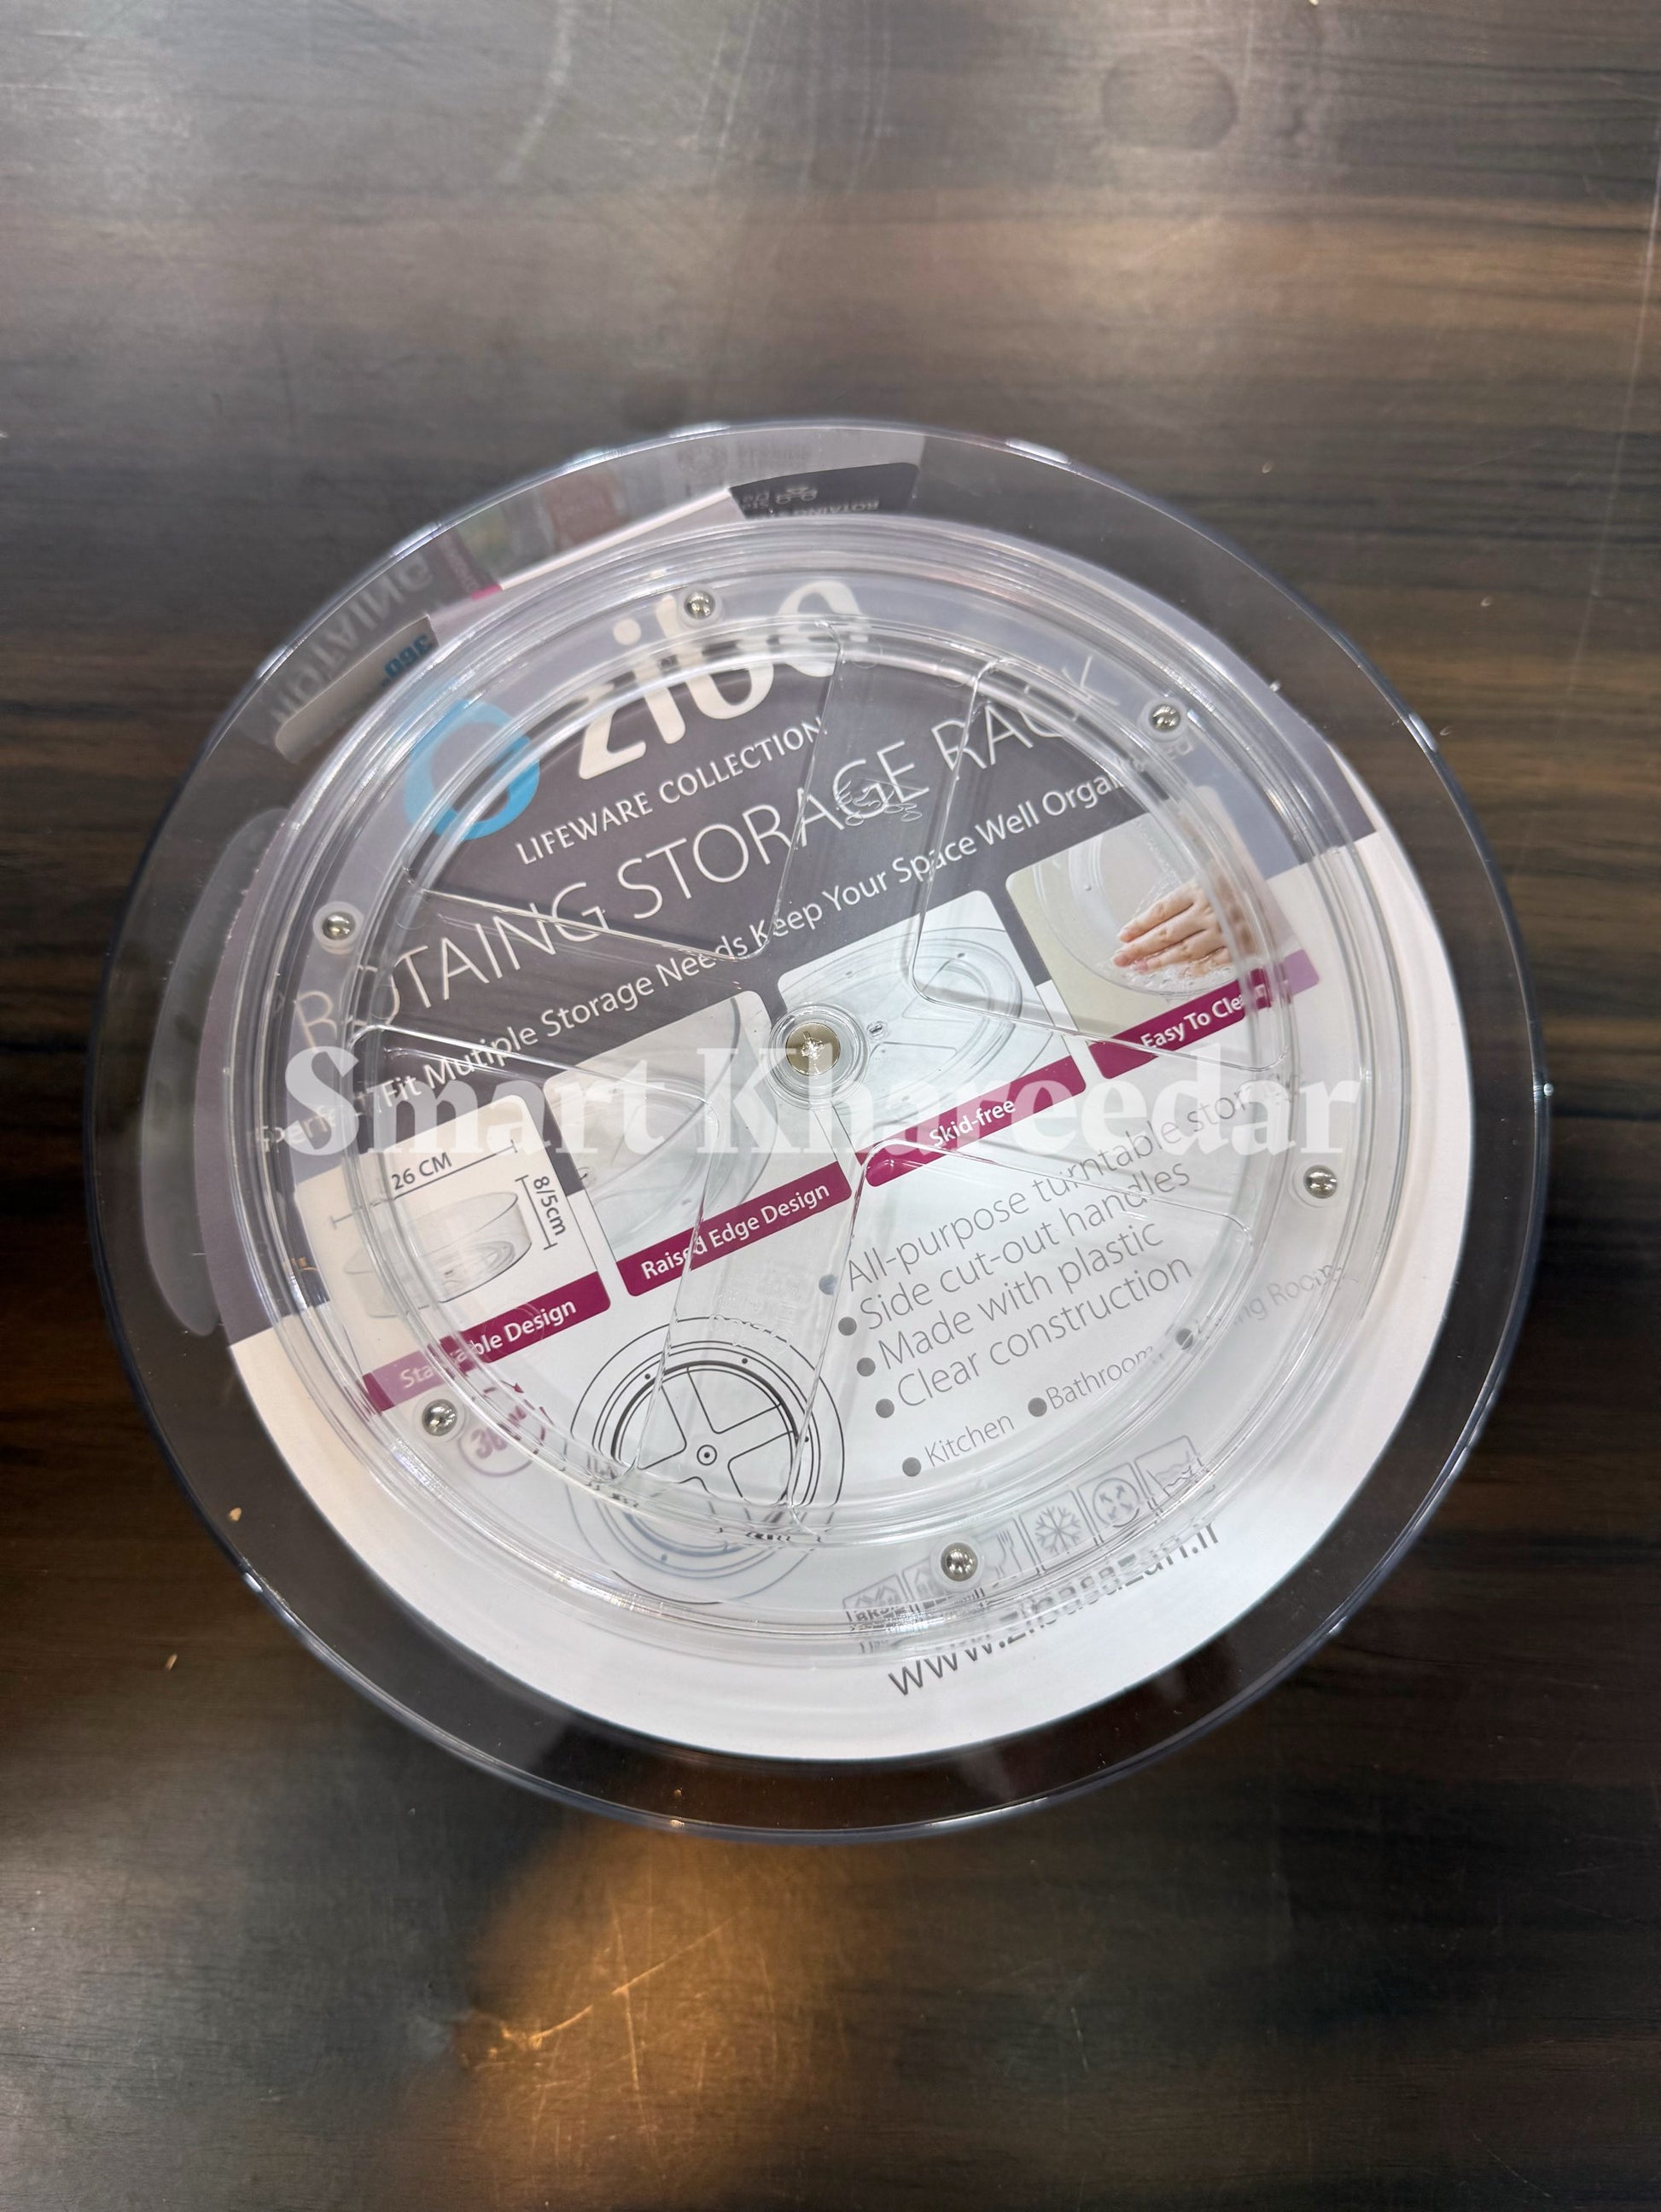 zibo
LIFEWARE COLLECTION
ROTAING STORAGE RACK
Perfect Fit Mutiple Storage Needs Keep Your Space Well Organized
Smart Khareedar
26 CM
8/5cm
Stackable Design
Raised Edge Design
Skid-free
Easy To Clean
All-purpose turntable
Side cut-out handles
Made with plastic
Clear construction
Kitchen
Bathroom
Living Room
360